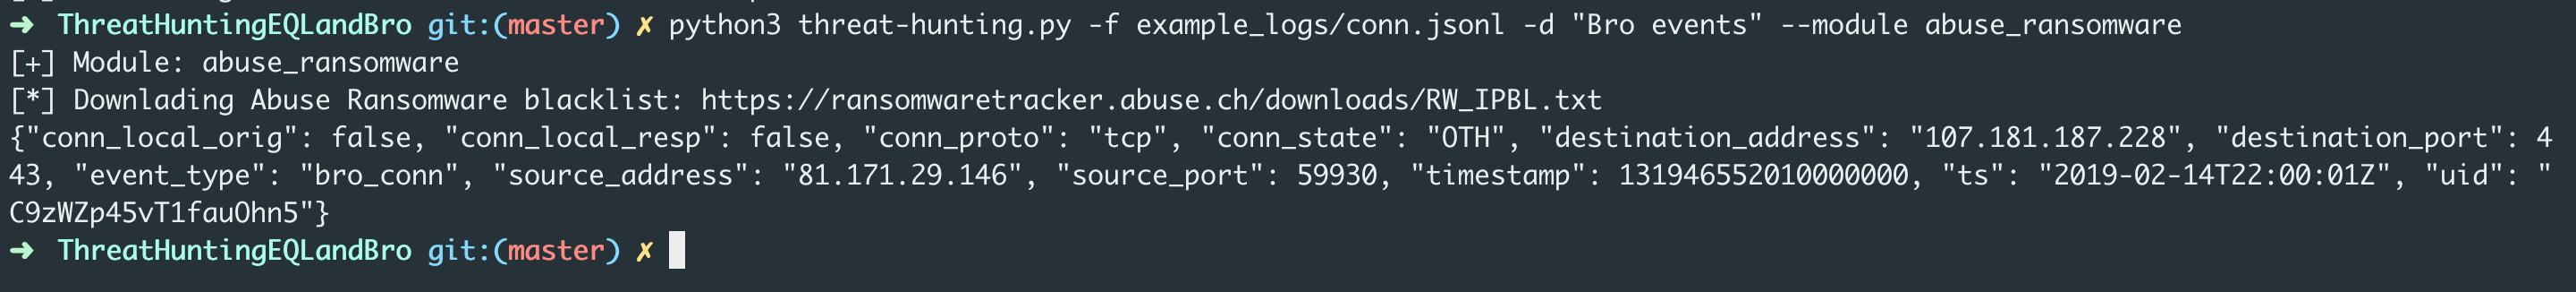 ➜ ThreatHuntingEQLandBro git:(master) ✗ python3 threat-hunting.py -f example_logs/conn.jsonl -d "Bro events" --module abuse_ransomware
[+] Module: abuse_ransomware
[*] Downlading Abuse Ransomware blacklist: https://ransomwaretracker.abuse.ch/downloads/RW_IPBL.txt
{"conn_local_orig": false, "conn_local_resp": false, "conn_proto": "tcp", "conn_state": "OTH", "destination_address": "107.181.187.228", "destination_port": 4
43, "event_type": "bro_conn", "source_address": "81.171.29.146", "source_port": 59930, "timestamp": 131946552010000000, "ts": "2019-02-14T22:00:01Z", "uid": "
C9zWZp45vT1fauOhn5"}
➜ ThreatHuntingEQLandBro git:(master) ✗